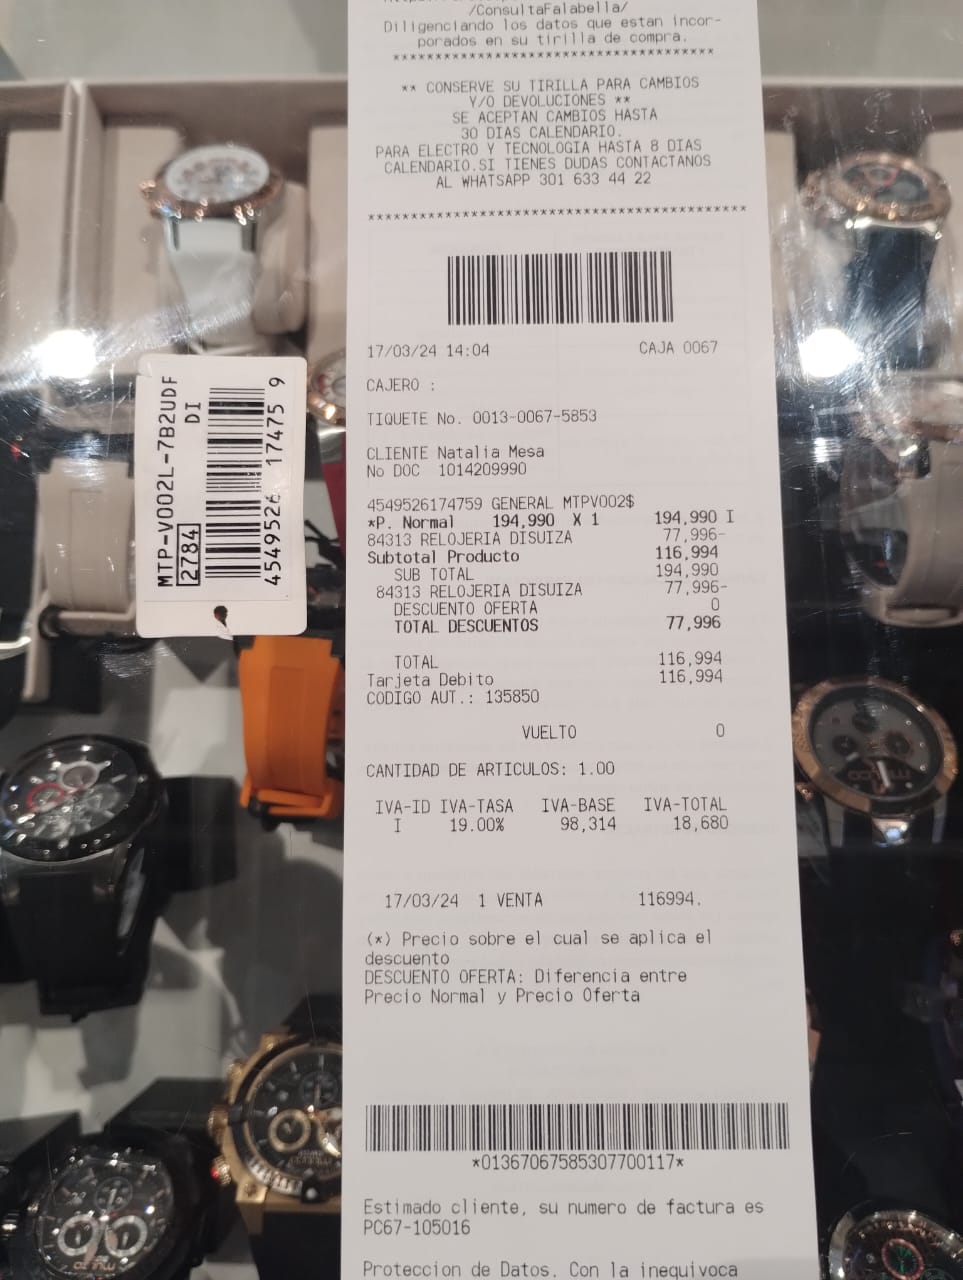 /ConsultaFalabella/
Diligenciando los datos que estan incor-
porados en su tirilla de compra.
****************************************
** CONSERVE SU TIRILLA PARA CAMBIOS
Y/O DEVOLUCIONES **
SE ACEPTAN CAMBIOS HASTA
30 DIAS CALENDARIO.
PARA ELECTRO Y TECNOLOGIA HASTA 8 DIAS
CALENDARIO.SI TIENES DUDAS CONTACTANOS
AL WHATSAPP 301 633 44 22
****************************************
17/03/24 14:04 CAJA 0067
CAJERO :
TIQUETE No. 0013-0067-5853
CLIENTE Natalia Mesa
No DOC 1014209990
4549526174759 GENERAL MTPV002$
*P. Normal 194,990 X 1 194,990 I
84313 RELOJERIA DISUIZA 77,996-
Subtotal Producto 116,994
SUB TOTAL 194,990
84313 RELOJERIA DISUIZA 77,996-
DESCUENTO OFERTA 0
TOTAL DESCUENTOS 77,996
TOTAL 116,994
Tarjeta Debito 116,994
CODIGO AUT.: 135850
VUELTO 0
CANTIDAD DE ARTICULOS: 1.00
IVA-ID IVA-TASA IVA-BASE IVA-TOTAL
I 19.00% 98,314 18,680
17/03/24 1 VENTA 116994.
(*) Precio sobre el cual se aplica el
descuento
DESCUENTO OFERTA: Diferencia entre
Precio Normal y Precio Oferta
*01367067585307700117*
Estimado cliente, su numero de factura es
PC67-105016
Proteccion de Datos. Con la inequivoca
MTP-V002L-7B2UDF
DI
2784
4549526 17475 9